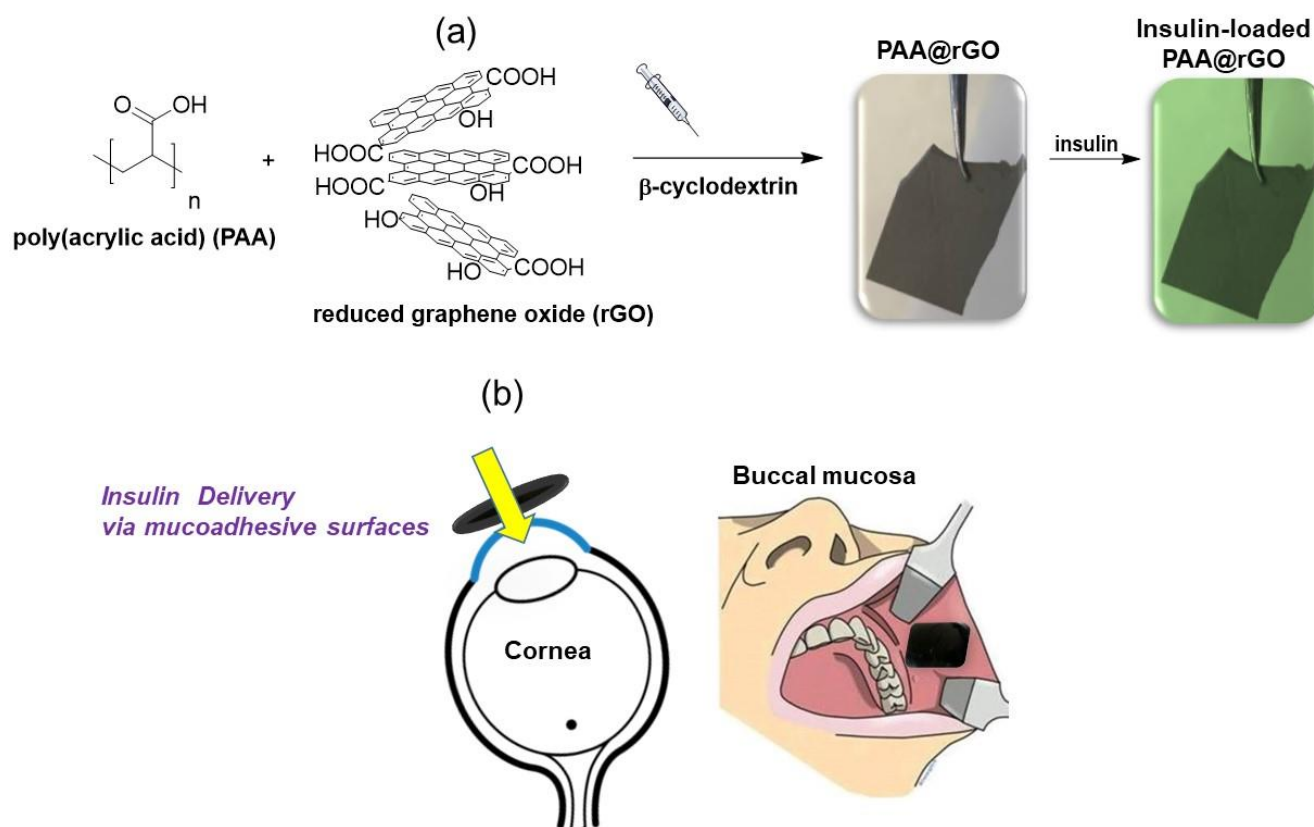 (a)
O
OH
n
poly(acrylic acid) (PAA)
+
COOH
OH
HOOC
COOH
HOOC
OH
HO
HO
COOH
reduced graphene oxide (rGO)
β-cyclodextrin
PAA@rGO
insulin
Insulin-loaded
PAA@rGO
(b)
Insulin Delivery
via mucoadhesive surfaces
Cornea
Buccal mucosa